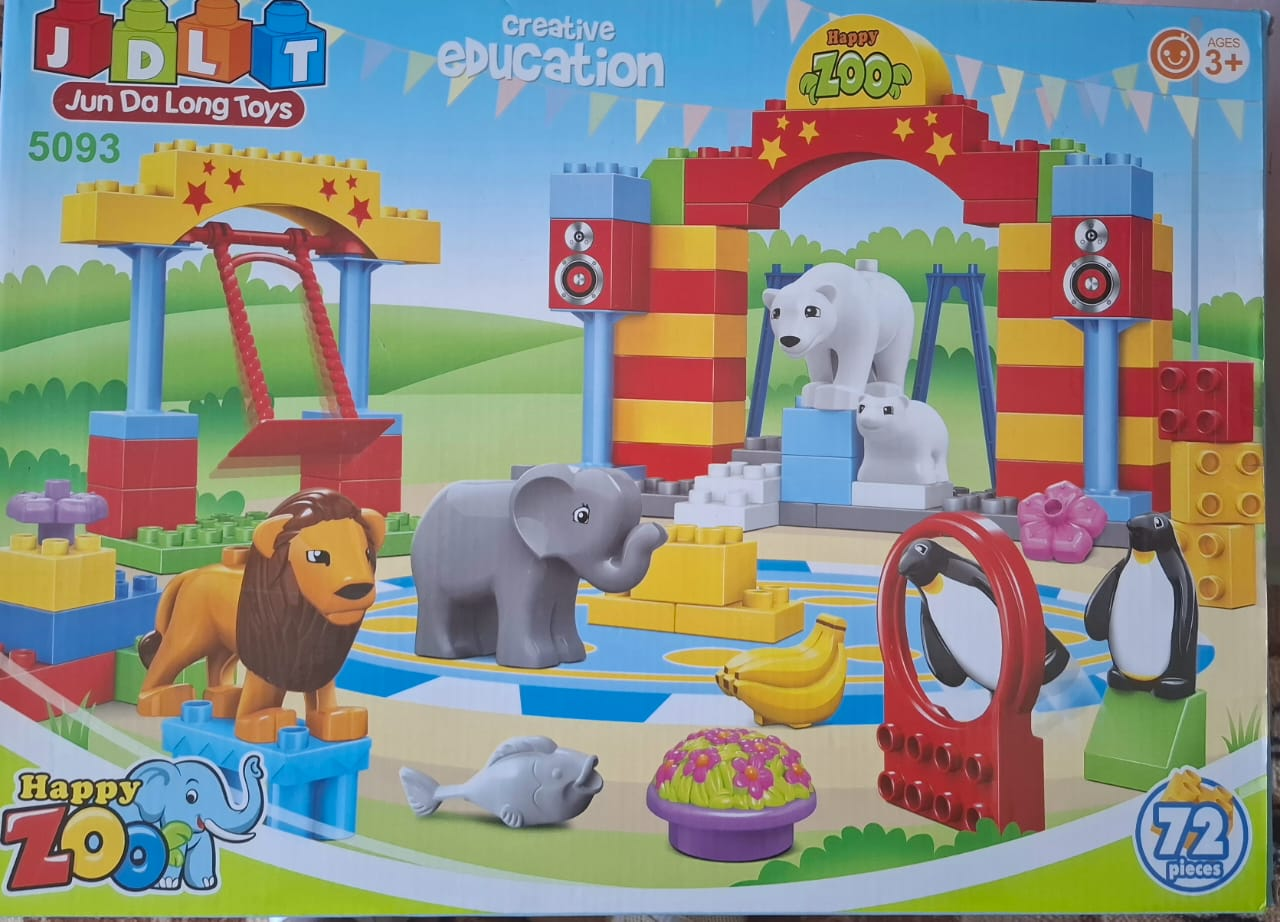 J D L T
Jun Da Long Toys
5093
creative
education
Happy
ZOO
AGES
3+
Happy
ZOO
72
pieces